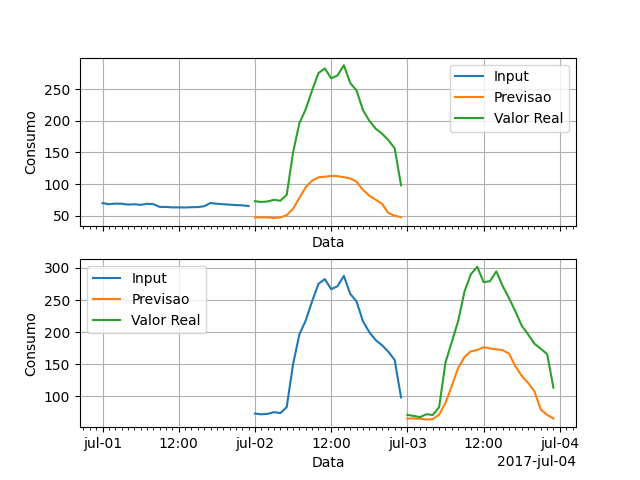 250
200
150
100
50
Consumo
Input
Previsao
Valor Real
Data
300
250
200
150
100
Consumo
Input
Previsao
Valor Real
jul-01 12:00 jul-02 12:00 jul-03 12:00 jul-04
Data
2017-jul-04